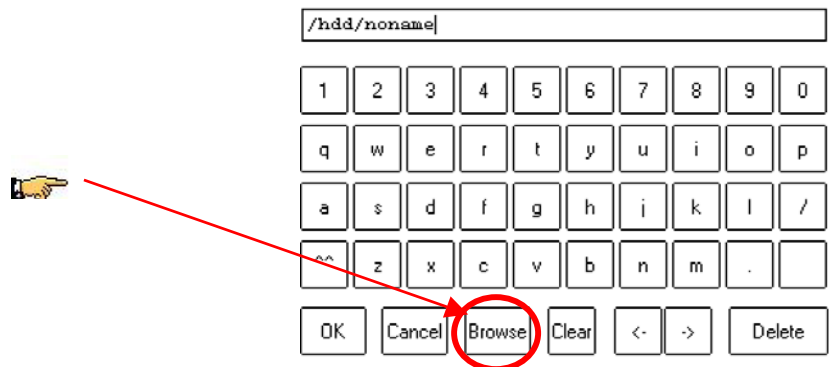 /hdd/noname
1 2 3 4 5 6 7 8 9 0
q w e r t y u i o p
a s d f g h j k l /
^^ z x c v b n m .
OK Cancel Browse Clear <- -> Delete